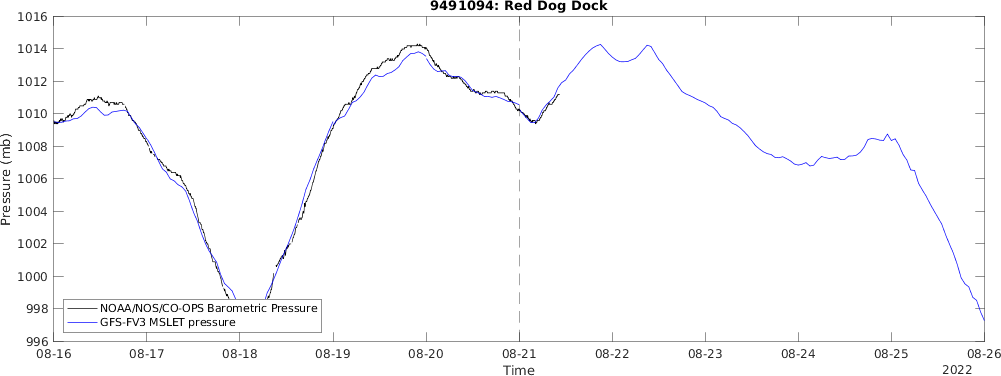 9491094: Red Dog Dock
1016
1014
1012
1010
1008
1006
1004
1002
1000
998
996
Pressure (mb)
NOAA/NOS/CO-OPS Barometric Pressure
GFS-FV3 MSLET pressure
08-16 08-17 08-18 08-19 08-20 08-21 08-22 08-23 08-24 08-25 08-26
Time
2022